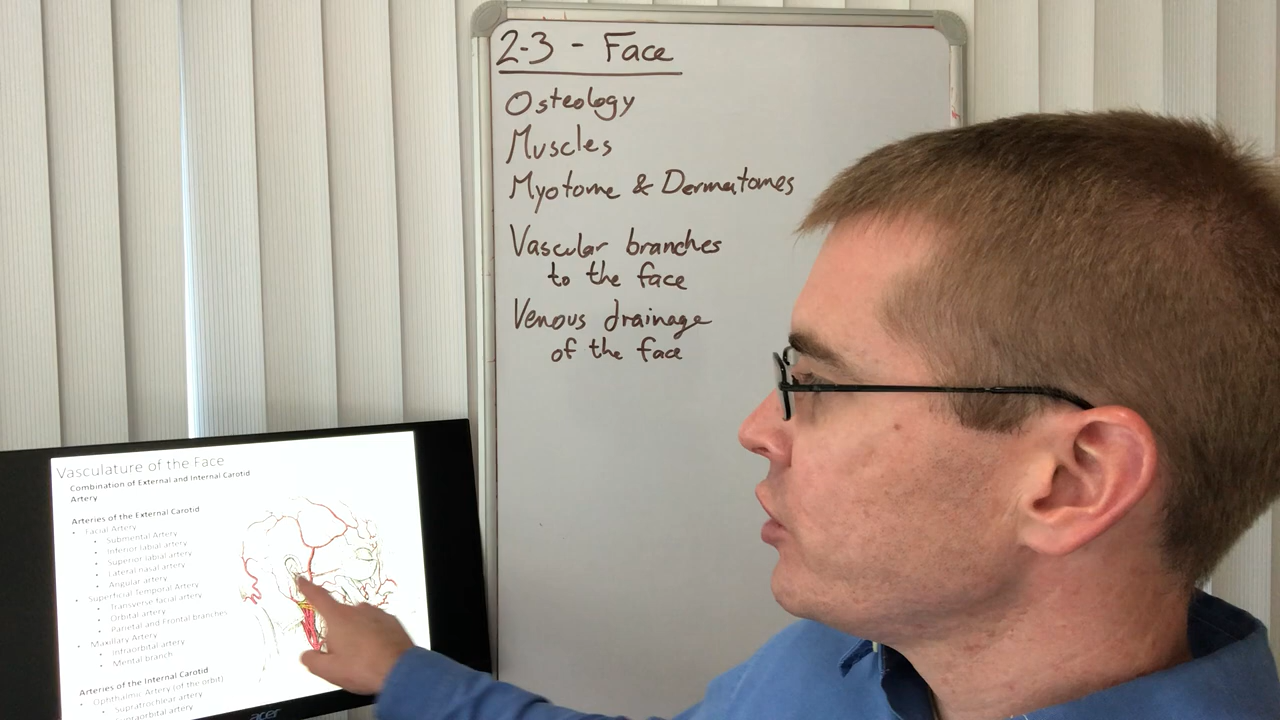 2-3 - Face
Osteology
Muscles
Myotome & Dermatomes
Vascular branches
to the face
Venous drainage
of the face
Vasculature of the Face
Combination of External and Internal Carotid
Artery
Arteries of the External Carotid
• Facial Artery
• Submental Artery
• Inferior labial artery
• Superior labial artery
• Lateral nasal artery
• Angular artery
• Superficial Temporal Artery
• Transverse facial artery
• Orbital artery
• Parietal and Frontal branches
• Maxillary Artery
• Infraorbital artery
• Mental branch
Arteries of the Internal Carotid
• Ophthalmic Artery (of the orbit)
• Supratrochlear artery
Supraorbital artery
acer